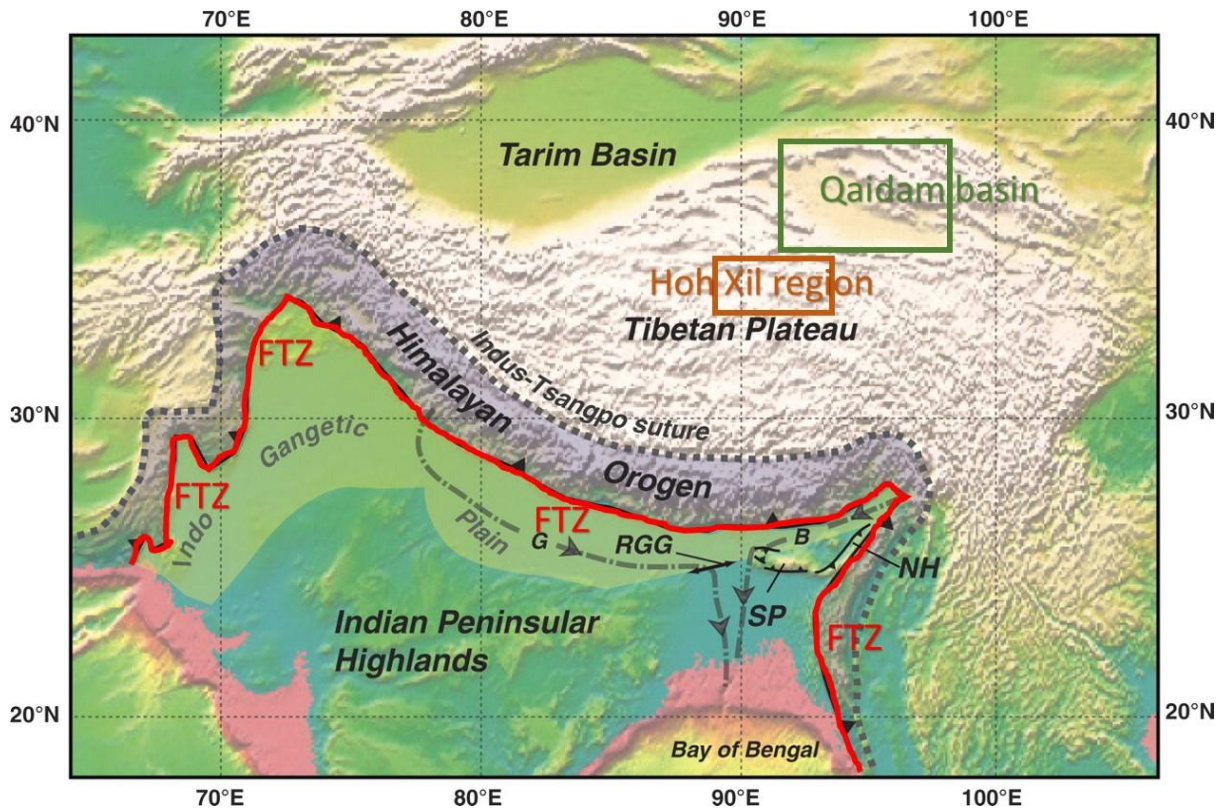 70°E
80°E
90°E
100°E
40°N
40°N
Tarim Basin
Qaidam basin
Hoh Xil region
Tibetan Plateau
FTZ
Himalayan
Orogen
Indus-Tsangpo suture
30°N
30°N
Indo
Gangetic
Plain
FTZ
FTZ
G
RGG
B
NH
SP
FTZ
Indian Peninsular
Highlands
20°N
20°N
Bay of Bengal
70°E
80°E
90°E
100°E